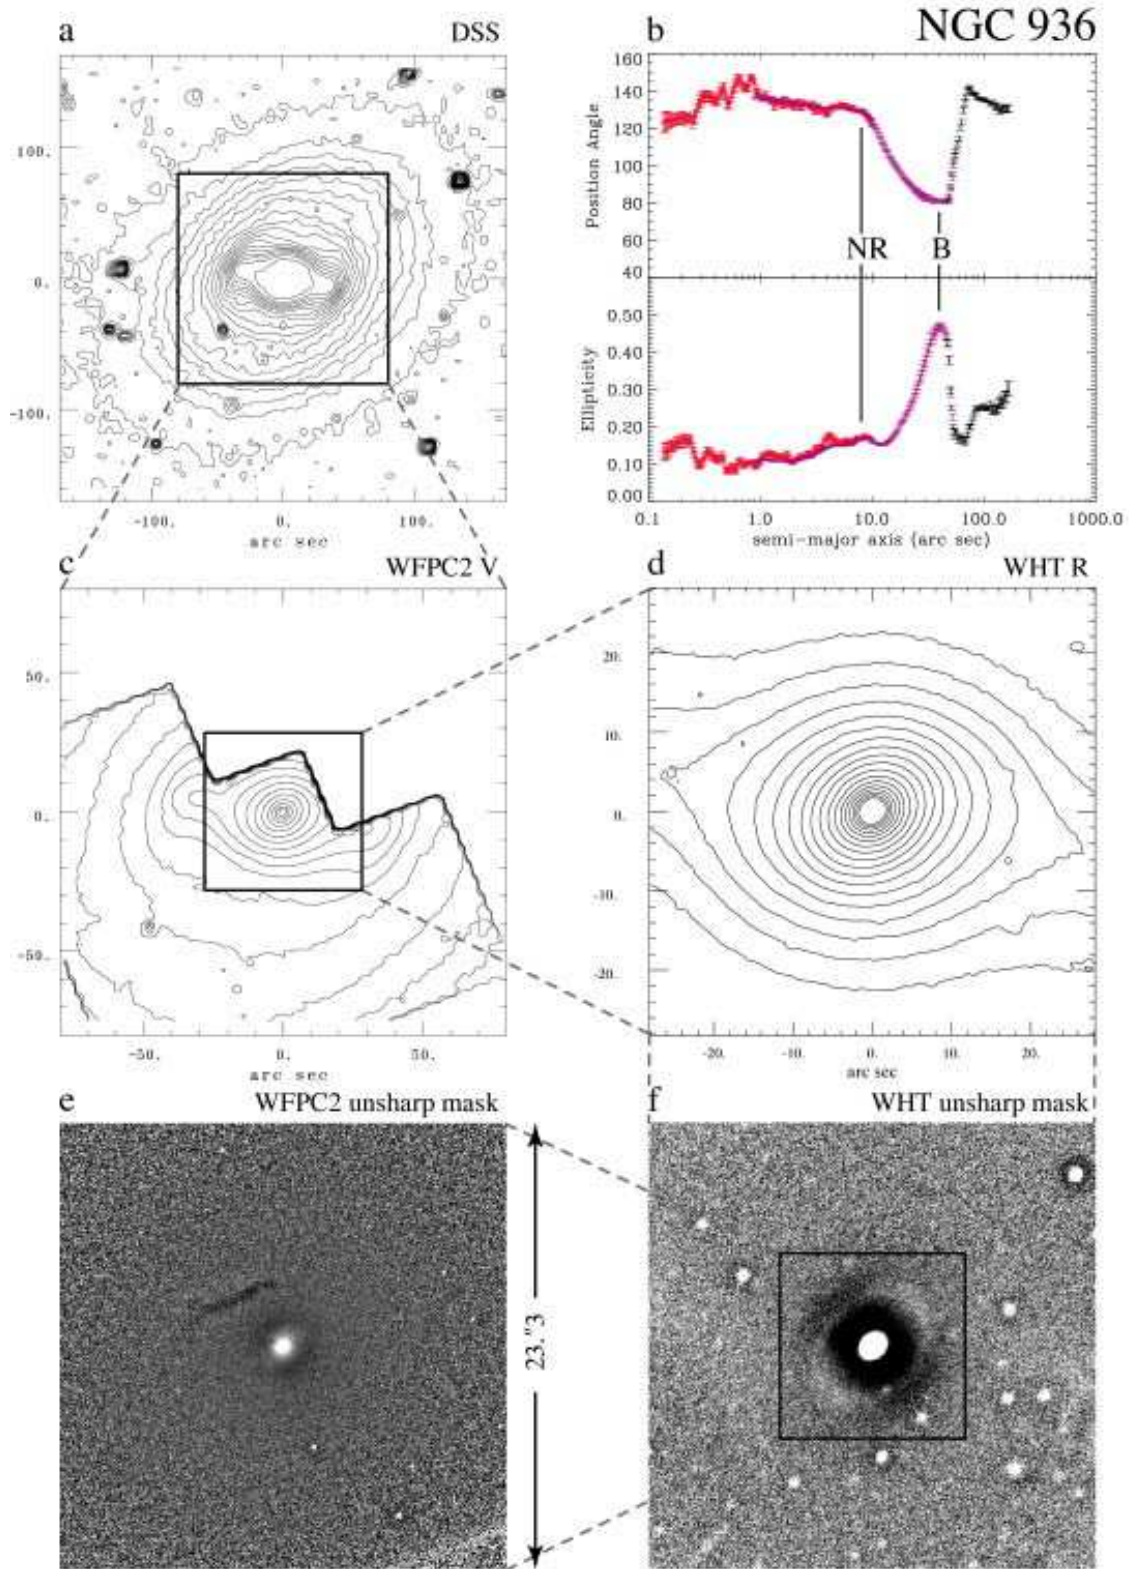 a DSS
100.
0.
-100.
-100. 0. 100.
arc sec
b NGC 936
160
140
120
100
80
60
40
Position Angle
NR B
0.50
0.40
0.30
0.20
0.10
0.00
Ellipticity
0.1 1.0 10.0 100.0 1000.0
semi-major axis (arc sec)
c WFPC2 V
50.
0.
-50.
-50. 0. 50.
arc sec
d WHT R
20.
10.
0.
-10.
-20.
-20. -10. 0. 10. 20.
arc sec
e WFPC2 unsharp mask
23."3
f WHT unsharp mask